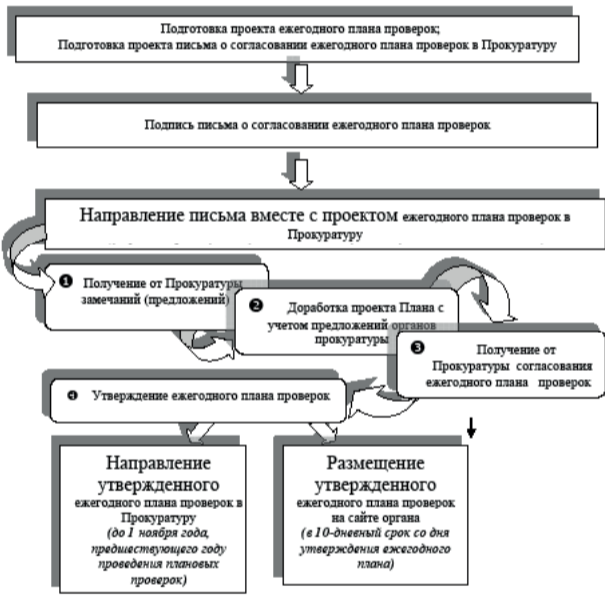 Подготовка проекта ежегодного плана проверок;
Подготовка проекта письма о согласовании ежегодного плана проверок в Прокуратуру
Подпись письма о согласовании ежегодного плана проверок
Направление письма вместе с проектом ежегодного плана проверок в
Прокуратуру
❶ Получение от Прокуратуры
замечаний (предложений)
❷ Доработка проекта Плана с
учетом предложений органов
прокуратуры
❸ Получение от
Прокуратуры согласования
ежегодного плана проверок
❹ Утверждение ежегодного плана проверок
Направление
утвержденного
ежегодного плана проверок в
Прокуратуру
(до 1 ноября года,
предшествующего году
проведения плановых
проверок)
Размещение
утвержденного
ежегодного плана проверок
на сайте органа
(в 10-дневный срок со дня
утверждения ежегодного
плана)